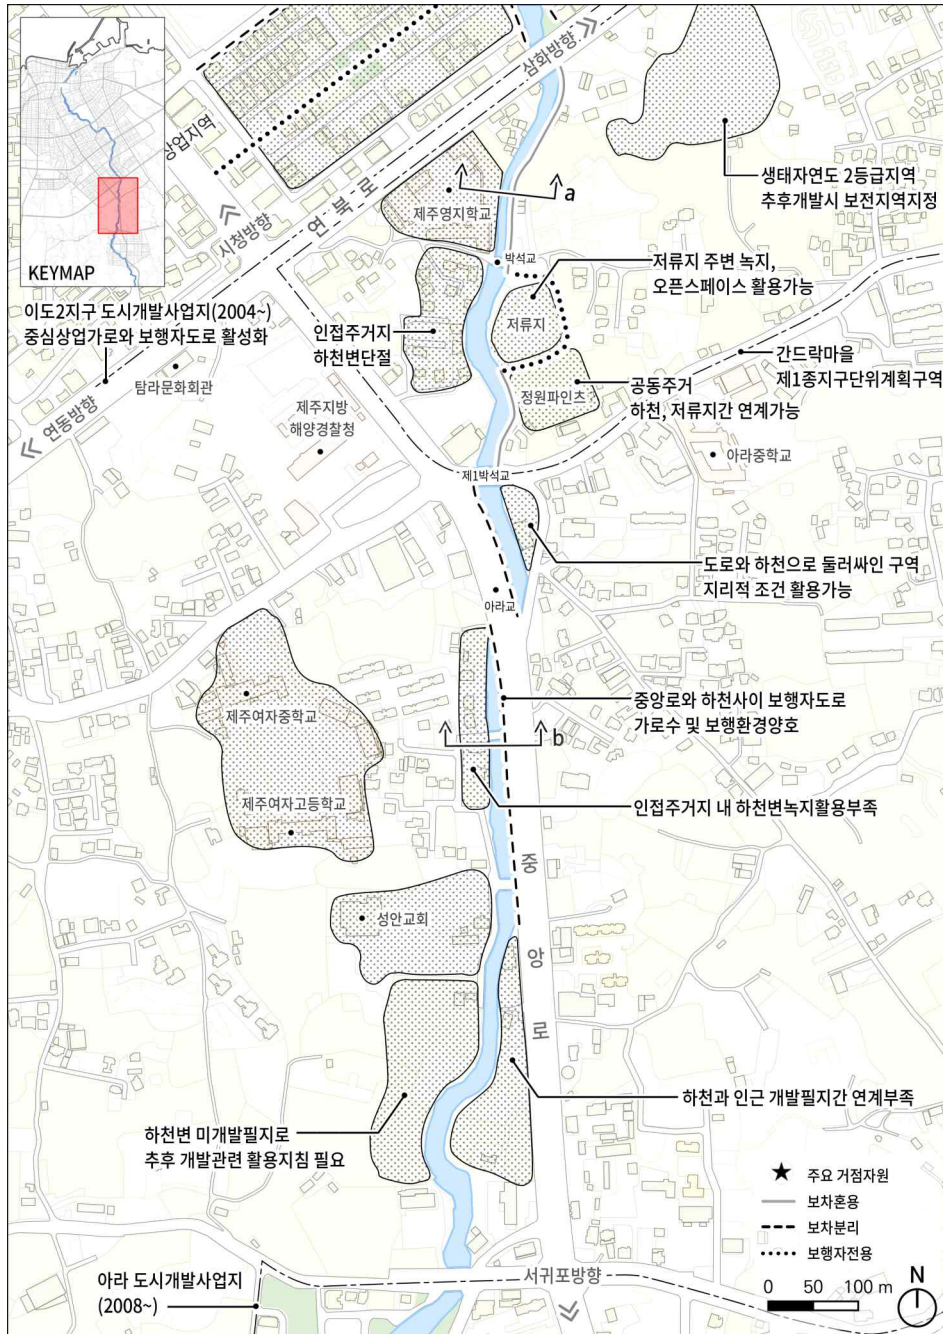 삼화방향
상업지역
생태자연도 2등급지역
추후개발시 보전지역지정
a
제주영지학교
연북로
시청방향
KEYMAP
박석교
저류지 주변 녹지,
오픈스페이스 활용가능
이도2지구 도시개발사업지(2004~)
중심상업가로와 보행자도로 활성화
인접주거지
하천변단절
저류지
간드락마을
제1종지구단위계획구역
탐라문화회관
정원파인츠
공동주거
하천, 저류지간 연계가능
연동방향
제주지방
해양경찰청
아라중학교
제1박석교
도로와 하천으로 둘러싸인 구역
지리적 조건 활용가능
아라교
중앙로와 하천사이 보행자도로
가로수 및 보행환경양호
제주여자중학교
b
제주여자고등학교
인접주거지 내 하천변녹지활용부족
중앙로
성안교회
하천과 인근 개발필지간 연계부족
하천변 미개발필지로
추후 개발관련 활용지침 필요
주요 거점자원
보차혼용
보차분리
보행자전용
아라 도시개발사업지
(2008~)
서귀포방향
0 50 100 m
N